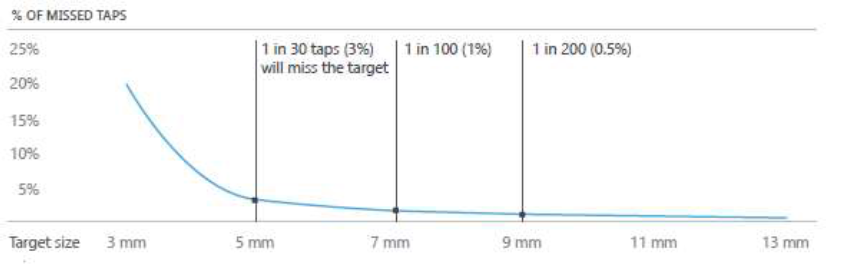 % OF MISSED TAPS
25%
1 in 30 taps (3%)
will miss the target
1 in 100 (1%)
1 in 200 (0.5%)
20%
15%
10%
5%
Target size 3 mm 5 mm 7 mm 9 mm 11 mm 13 mm